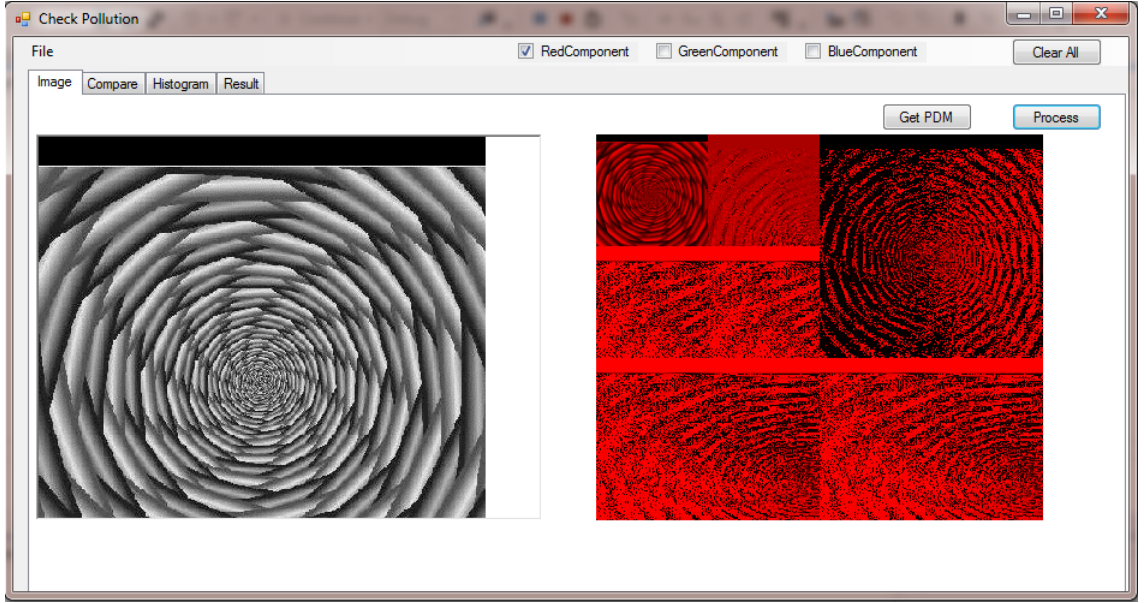 Check Pollution
File RedComponent GreenComponent BlueComponent Clear All
Image Compare Histogram Result
Get PDM Process